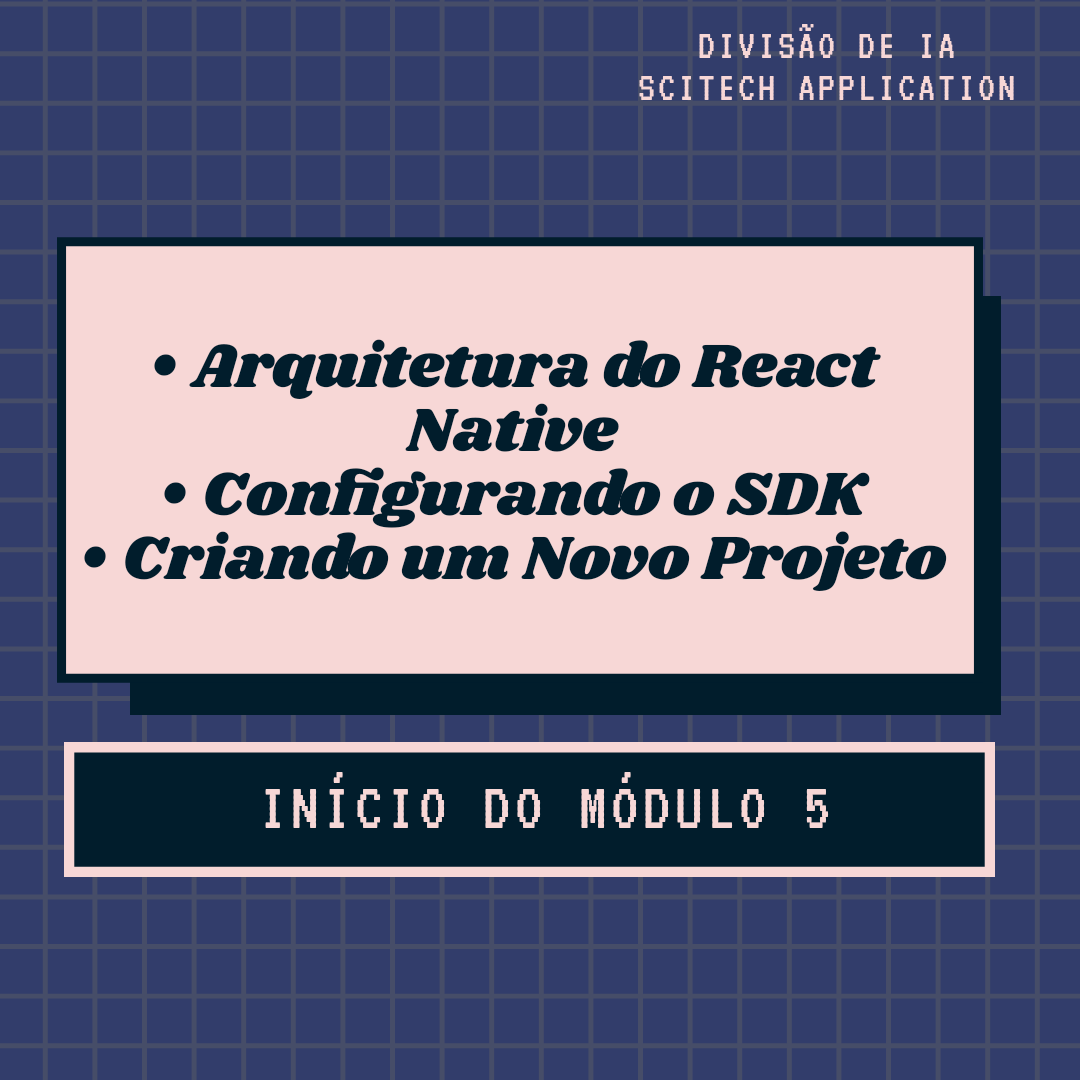 DIVISÃO DE IA
SCITECH APPLICATION
• Arquitetura do React
Native
• Configurando o SDK
• Criando um Novo Projeto
INÍCIO DO MÓDULO 5